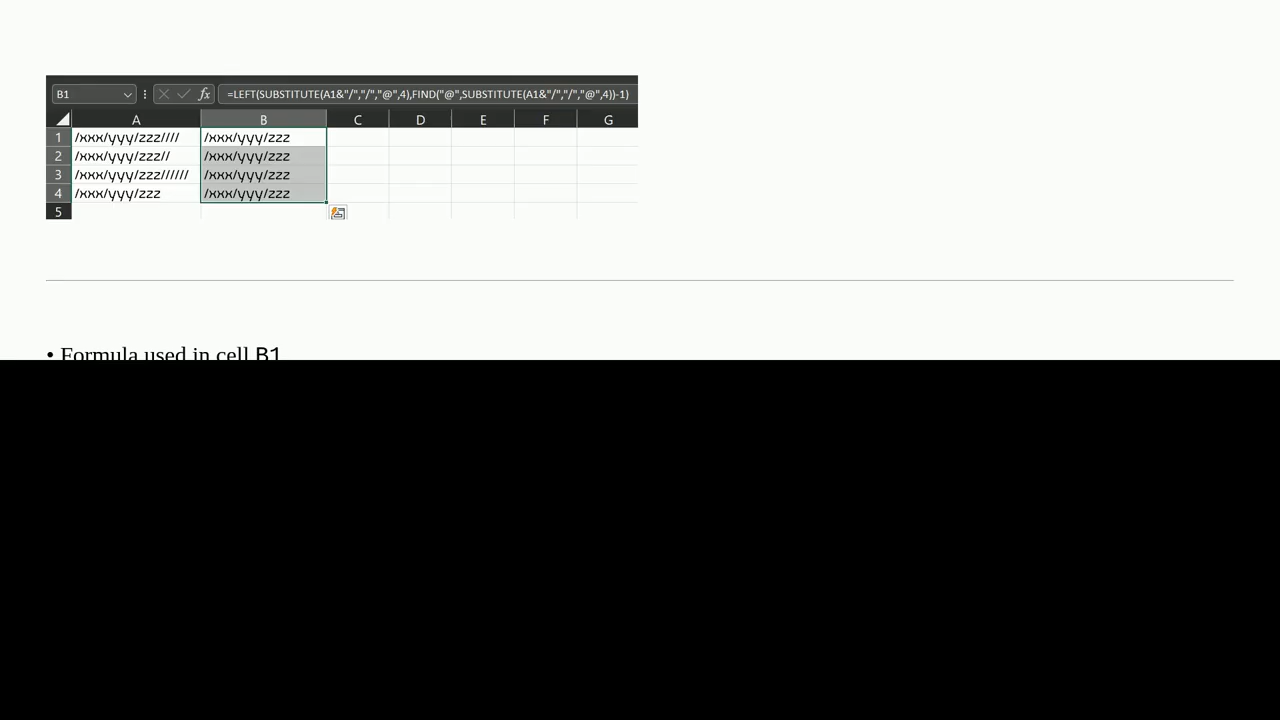 B1 fx =LEFT(SUBSTITUTE(A1&"/","/","@",4),FIND("@",SUBSTITUTE(A1&"/","/","@",4))-1)
A B C D E F G
1 /xxx/yyy/zzz//// /xxx/yyy/zzz
2 /xxx/yyy/zzz// /xxx/yyy/zzz
3 /xxx/yyy/zzz////// /xxx/yyy/zzz
4 /xxx/yyy/zzz /xxx/yyy/zzz
5
• Formula used in cell B1